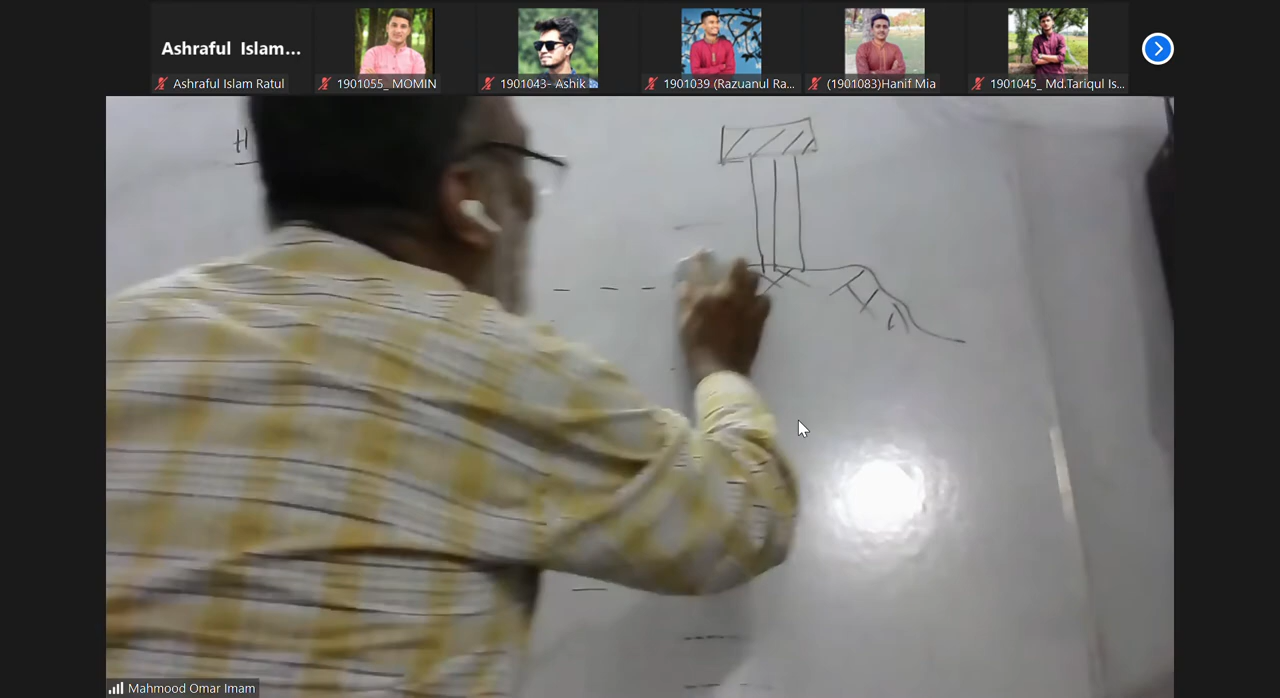 Ashraful Islam...
Ashraful Islam Ratul
1901055_ MOMIN
1901043- Ashik
1901039 (Razuanul Ra...
(1901083)Hanif Mia
1901045_ Md.Tariqul Is...
H
Mahmood Omar Imam